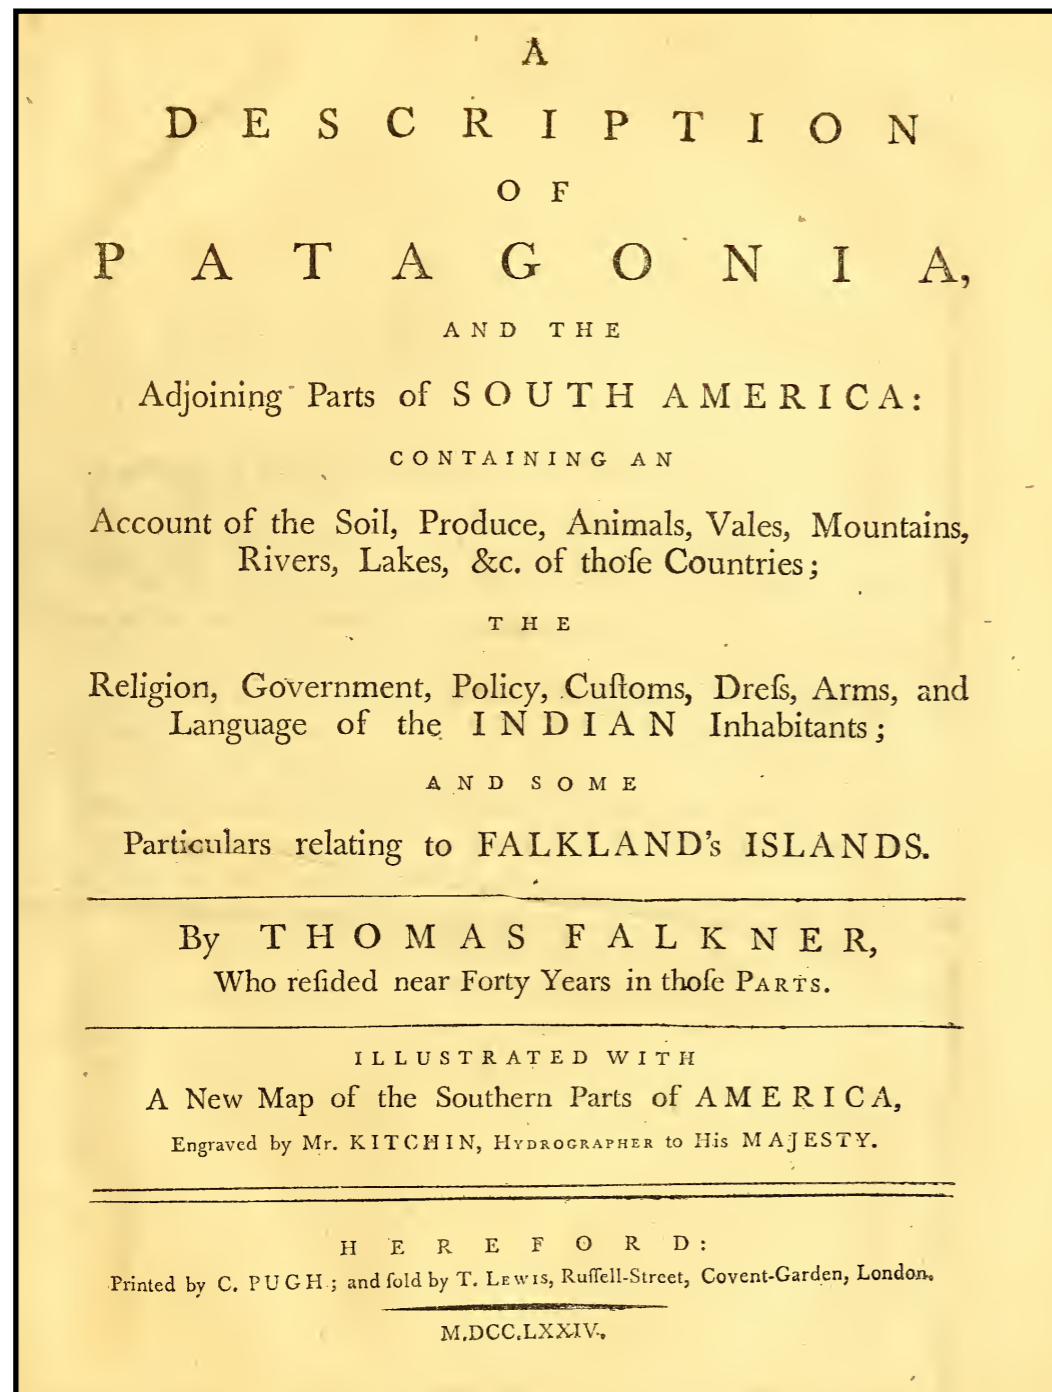 A
DESCRIPTION
OF
PATAGONIA,
AND THE
Adjoining Parts of SOUTH AMERICA:
CONTAINING AN
Account of the Soil, Produce, Animals, Vales, Mountains,
Rivers, Lakes, &c. of thoſe Countries;
THE
Religion, Government, Policy, Cuſtoms, Dreſs, Arms, and
Language of the INDIAN Inhabitants;
AND SOME
Particulars relating to FALKLAND's ISLANDS.
By THOMAS FALKNER,
Who reſided near Forty Years in thoſe PARTS.
ILLUSTRATED WITH
A New Map of the Southern Parts of AMERICA,
Engraved by Mr. KITCHIN, HYDROGRAPHER to His MAJESTY.
HEREFORD:
Printed by C. PUGH; and ſold by T. LEWIS, Ruſſell-Street, Covent-Garden, London.
M.DCC.LXXIV.